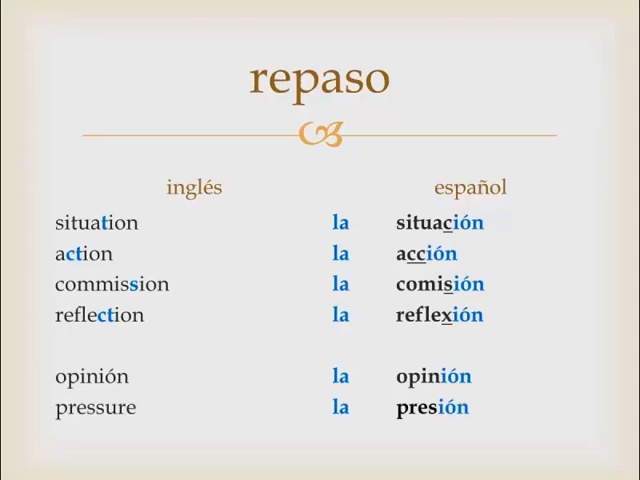 repaso
inglés español
situation la situación
action la acción
commission la comisión
reflection la reflexión
opinión la opinión
pressure la presión